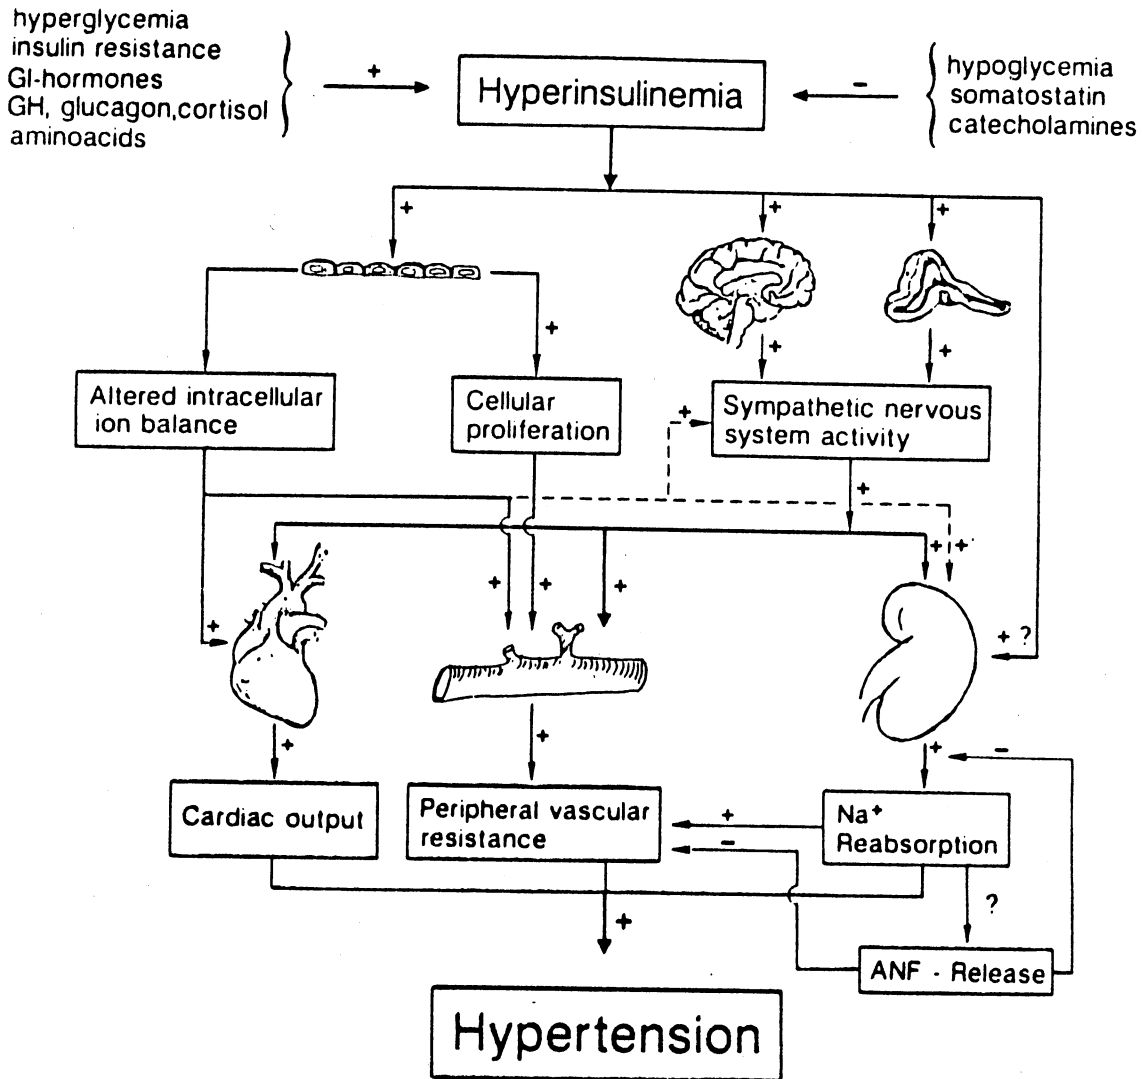 hyperglycemia
insulin resistance
GI-hormones
GH, glucagon,cortisol
aminoacids
+
Hyperinsulinemia
−
hypoglycemia
somatostatin
catecholamines
+
+
+
+
+
+
Altered intracellular
ion balance
Cellular
proliferation
+
Sympathetic nervous
system activity
+
+
+
+
+
+
+
+ ?
+
+
+
−
Cardiac output
Peripheral vascular
resistance
+
−
Na⁺
Reabsorption
?
+
ANF - Release
Hypertension